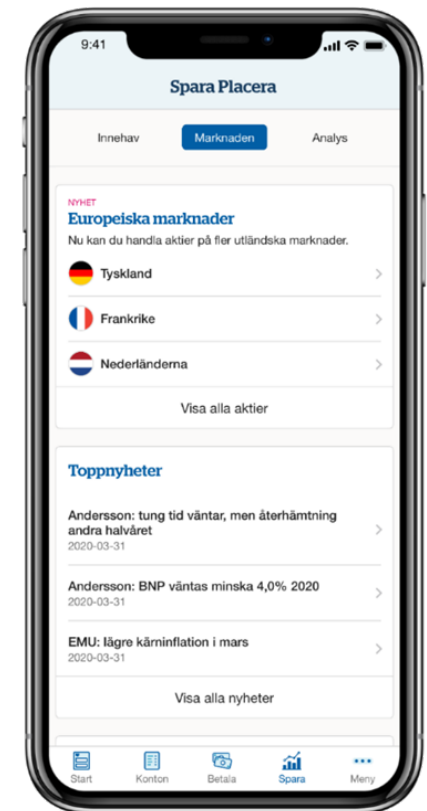 9:41
Spara Placera
Innehav Marknaden Analys
NYHET
Europeiska marknader
Nu kan du handla aktier på fler utländska marknader.
Tyskland
Frankrike
Nederländerna
Visa alla aktier
Toppnyheter
Andersson: tung tid väntar, men återhämtning
andra halvåret
2020-03-31
Andersson: BNP väntas minska 4,0% 2020
2020-03-31
EMU: lägre kärninflation i mars
2020-03-31
Visa alla nyheter
Start Konton Betala Spara Meny